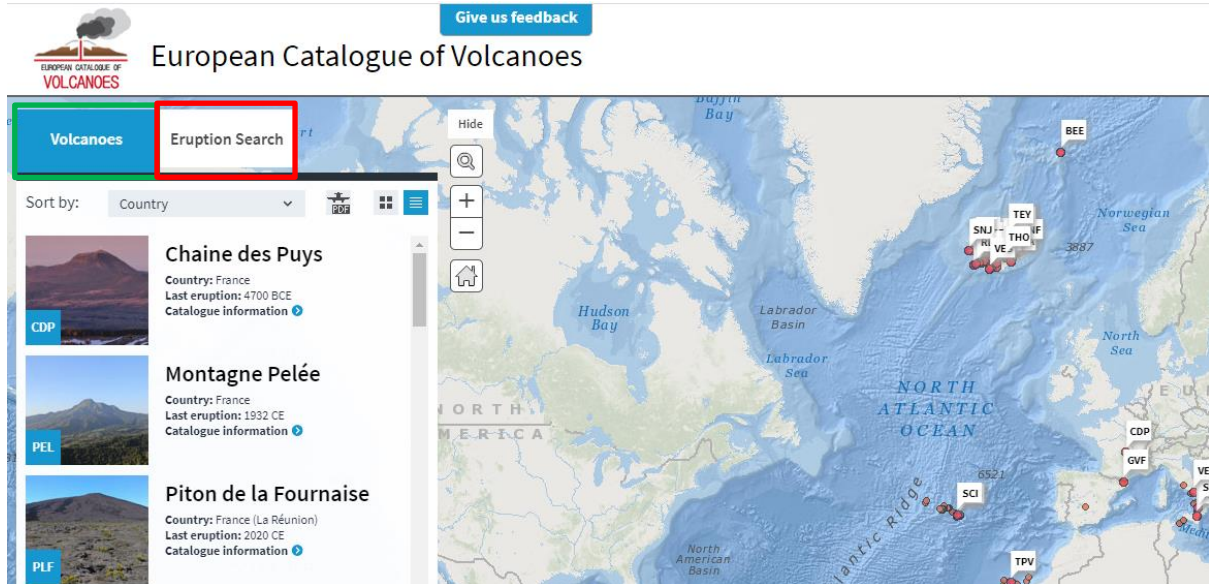 Give us feedback
EUROPEAN CATALOGUE OF
VOLCANOES
European Catalogue of Volcanoes
Volcanoes
Eruption Search
Hide
Sort by:
Country
PDF
Chaine des Puys
Country: France
Last eruption: 4700 BCE
Catalogue information
CDP
Montagne Pelée
Country: France
Last eruption: 1932 CE
Catalogue information
PEL
Piton de la Fournaise
Country: France (La Réunion)
Last eruption: 2020 CE
Catalogue information
PLF
Baffin
Bay
BEE
TEY
SNJ
THO
VE
Norwegian
Sea
3887
Hudson
Bay
Labrador
Basin
Labrador
Sea
North
Sea
NORTH
ATLANTIC
OCEAN
CDP
GVF
6521
SCI
North
American
Basin
TPV